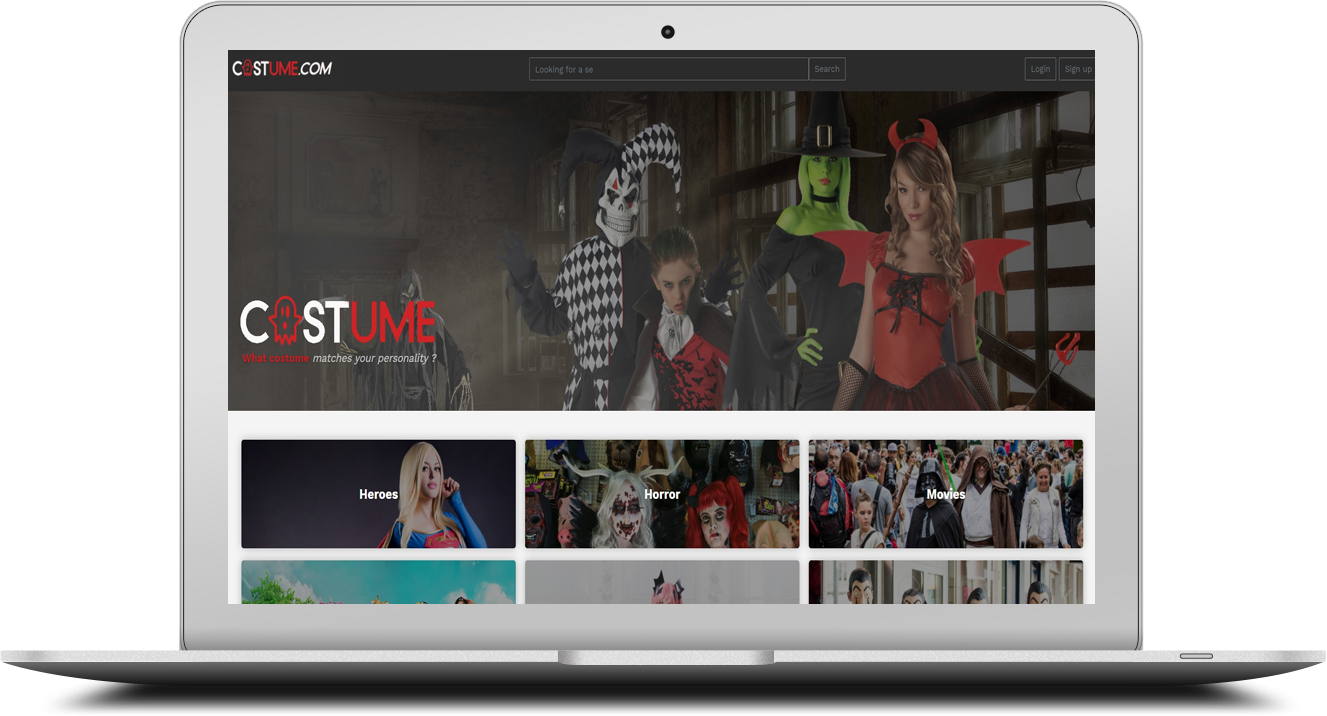 COSTUME.COM
Looking for a se
Search
Login
Sign up
COSTUME
What costume matches your personality ?
Heroes
Horror
Movies